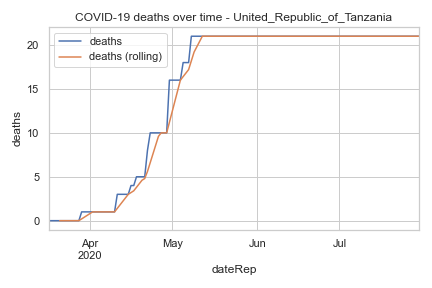 COVID-19 deaths over time - United_Republic_of_Tanzania
deaths
deaths (rolling)
20
15
10
5
0
deaths
Apr
2020
May
Jun
Jul
dateRep